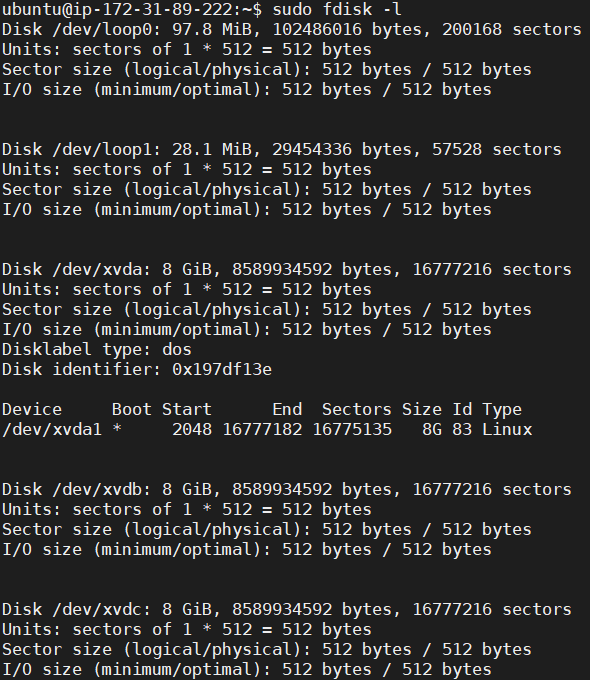 ubuntu@ip-172-31-89-222:~$ sudo fdisk -l
Disk /dev/loop0: 97.8 MiB, 102486016 bytes, 200168 sectors
Units: sectors of 1 * 512 = 512 bytes
Sector size (logical/physical): 512 bytes / 512 bytes
I/O size (minimum/optimal): 512 bytes / 512 bytes

Disk /dev/loop1: 28.1 MiB, 29454336 bytes, 57528 sectors
Units: sectors of 1 * 512 = 512 bytes
Sector size (logical/physical): 512 bytes / 512 bytes
I/O size (minimum/optimal): 512 bytes / 512 bytes

Disk /dev/xvda: 8 GiB, 8589934592 bytes, 16777216 sectors
Units: sectors of 1 * 512 = 512 bytes
Sector size (logical/physical): 512 bytes / 512 bytes
I/O size (minimum/optimal): 512 bytes / 512 bytes
Disklabel type: dos
Disk identifier: 0x197df13e

Device     Boot Start      End  Sectors Size Id Type
/dev/xvda1 *     2048 16777182 16775135   8G 83 Linux

Disk /dev/xvdb: 8 GiB, 8589934592 bytes, 16777216 sectors
Units: sectors of 1 * 512 = 512 bytes
Sector size (logical/physical): 512 bytes / 512 bytes
I/O size (minimum/optimal): 512 bytes / 512 bytes

Disk /dev/xvdc: 8 GiB, 8589934592 bytes, 16777216 sectors
Units: sectors of 1 * 512 = 512 bytes
Sector size (logical/physical): 512 bytes / 512 bytes
I/O size (minimum/optimal): 512 bytes / 512 bytes